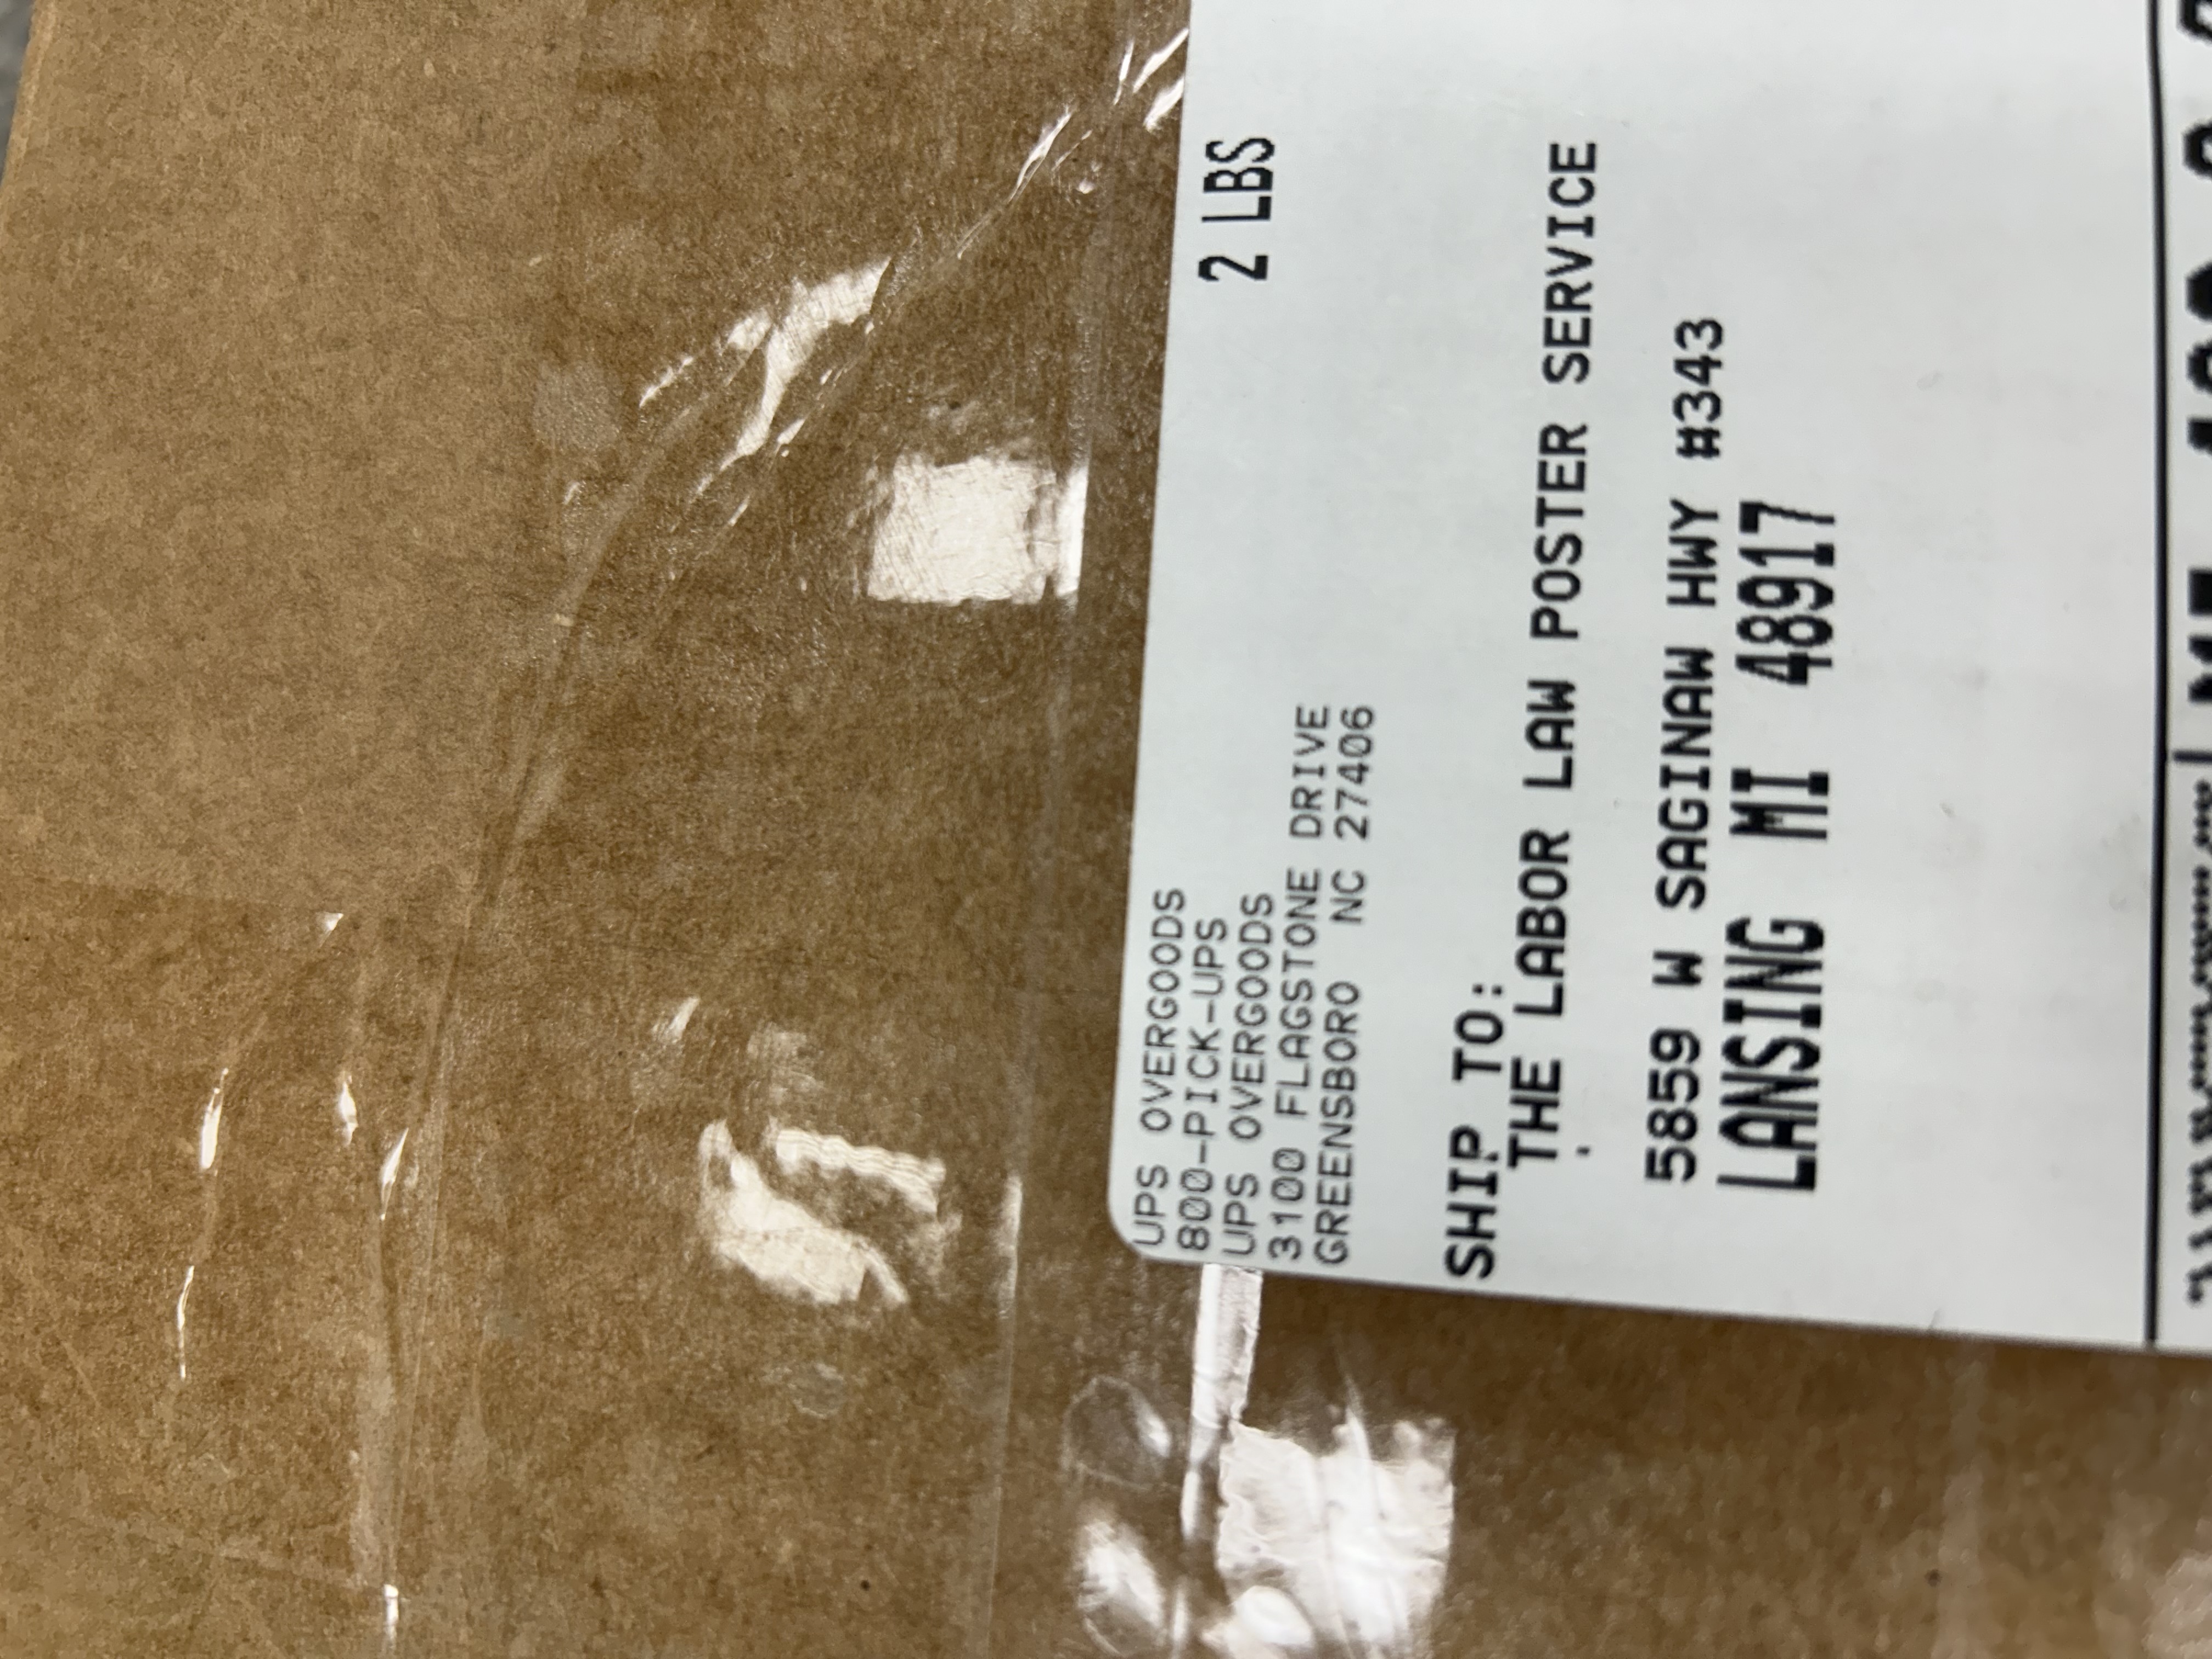 UPS OVERGOODS
800-PICK-UPS
UPS OVERGOODS
3100 FLAGSTONE DRIVE
GREENSBORO NC 27406
2 LBS
SHIP TO:
THE LABOR LAW POSTER SERVICE
5859 W SAGINAW HWY #343
LANSING MI 48917